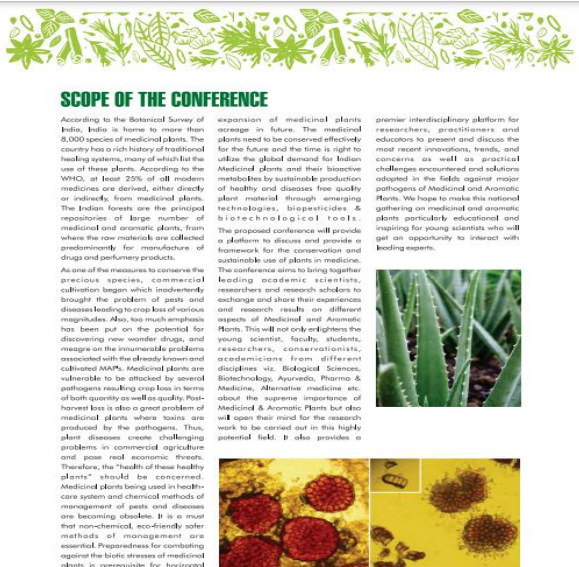 SCOPE OF THE CONFERENCE
According to the Botanical Survey of
India, India is home to more than
8,000 species of plants. The
country has a rich history of traditional
healing systems, many of which list the
use of these plants. According to the
WHO, at least 25% of all modern
medicines are derived, either directly
or indirectly, from medicinal plants.
The Indian forests are the principal
repositories of large number of
medicinal and aromatic plants, from
where the raw materials are collected
predominantly for manufacture of
drugs and perfumery products.
As one of the measures to conserve the
precious species, commercial
cultivation began which inadvertently
brought the problem of pests and
diseases leading to crop loss of various
magnitudes. Also, too much emphasis
has been put on the potential for
discovering new wonder drugs, and
meagre on the innumerable problems
associated with the already known and
cultivated MAPs. Medicinal plants are
vulnerable to be attacked by several
pathogens resulting crop loss in terms
of both quantity as well as quality. Post-
harvest loss is also a great problem of
medicinal plants where toxins are
produced by the pathogens. Thus,
plant diseases create challenging
problems in commercial agriculture
and pose real economic threats.
Therefore, the "health of these healthy
plants" should be concerned.
Medicinal plants being used in health-
care system and chemical methods of
management of pests and diseases
are becoming obsolete. It is a must
that non-chemical, eco-friendly safer
methods of management are
essential. Preparedness for combating
against the biotic stresses of medicinal
plants is prerequisite for horizontal
expansion of medicinal plants
acreage in future. The medicinal
plants need to be conserved effectively
for the future and the time is right to
utilize the global demand for Indian
Medicinal plants and their bioactive
metabolites by sustainable production
of healthy and diseases free quality
plant material through emerging
technologies, biopesticides &
biotechnological tools.
The proposed conference will provide
a platform to discuss and provide a
framework for the conservation and
sustainable use of plants in medicine.
The conference aims to bring together
leading academic scientists,
researchers and research scholars to
exchange and share their experiences
and research results on different
aspects of Medicinal and Aromatic
Plants. This will not only enlightens the
young scientist, faculty, students,
researchers, conservationists,
academicians from different
disciplines viz. Biological Sciences,
Biotechnology, Ayurveda, Pharma &
Medicine, Alternative medicine etc.
about the supreme importance of
Medicinal & Aromatic Plants but also
will open their mind for the research
work to be carried out in this highly
potential field. It also provides a
premier interdisciplinary platform for
researchers, practitioners and
educators to present and discuss the
most recent innovations, trends, and
concerns as well as practical
challenges encountered and solutions
adopted in the fields against major
pathogens of Medicinal and Aromatic
Plants. We hope to make this national
gathering on medicinal and aromatic
plants particularly educational and
inspiring for young scientists who will
get an opportunity to interact with
leading experts.